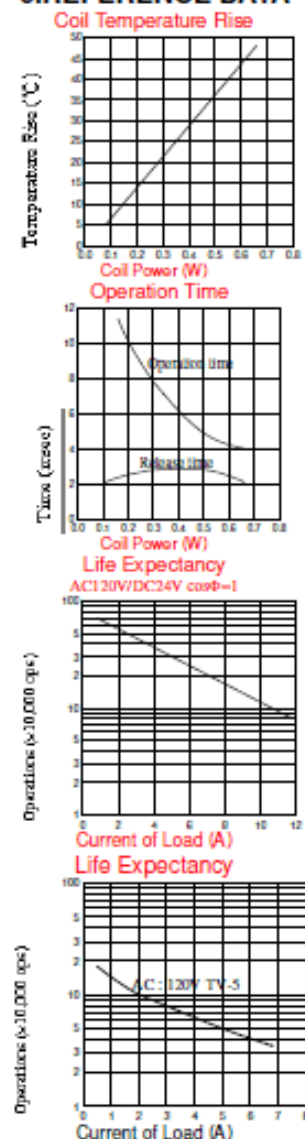 Coil Temperature Rise
Temperature Rise (℃)
50
45
40
35
30
25
20
15
10
5
0
0.0 0.1 0.2 0.3 0.4 0.5 0.6 0.7 0.8
Coil Power (W)
Operation Time
Time (msec)
12
10
8
6
4
2
0
Operation time
Release time
0.0 0.1 0.2 0.3 0.4 0.5 0.6 0.7 0.8
Coil Power (W)
Life Expectancy
AC120V/DC24V cosΦ=1
Operations (×10,000 ops)
100
5
3
2
10
5
3
2
1
0 2 4 6 8 10 12
Current of Load (A)
Life Expectancy
Operations (×10,000 ops)
100
5
3
2
10
5
3
2
1
AC : 120V TV-5
0 1 2 3 4 5 6 7 8
Current of Load (A)